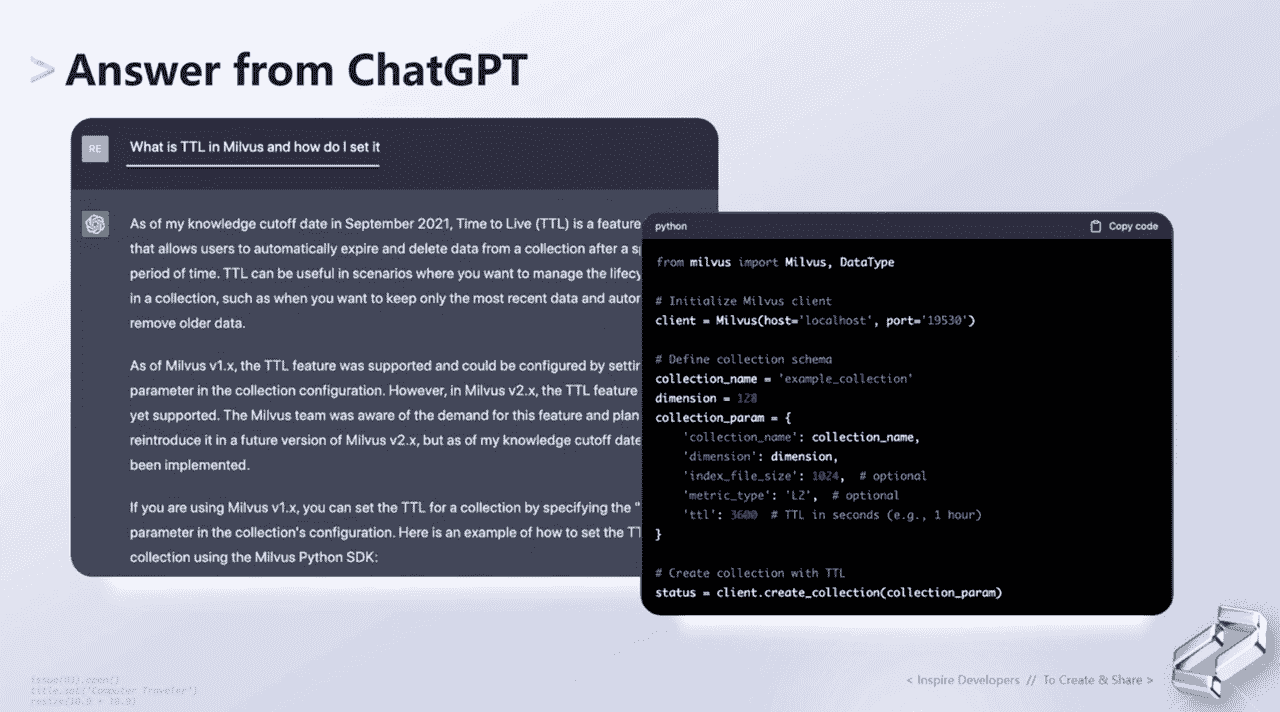 > Answer from ChatGPT
RE
What is TTL in Milvus and how do I set it
As of my knowledge cutoff date in September 2021, Time to Live (TTL) is a feature
that allows users to automatically expire and delete data from a collection after a
period of time. TTL can be useful in scenarios where you want to manage the
in a collection, such as when you want to keep only the most recent data and
remove older data.
As of Milvus v1.x, the TTL feature was supported and could be configured by
parameter in the collection configuration. However, in Milvus v2.x, the TTL feature
yet supported. The Milvus team was aware of the demand for this feature and
reintroduce it in a future version of Milvus v2.x, but as of my knowledge cutoff date
been implemented.
If you are using Milvus v1.x, you can set the TTL for a collection by specifying the "
parameter in the collection's configuration. Here is an example of how to set the
collection using the Milvus Python SDK:
python
Copy code
from milvus import Milvus, DataType
# Initialize Milvus client
client = Milvus(host='localhost', port='19530')
# Define collection schema
collection_name = 'example_collection'
dimension = 128
collection_param = {
'collection_name': collection_name,
'dimension': dimension,
'index_file_size': 1024, # optional
'metric_type': 'L2', # optional
'ttl': 3600 # TTL in seconds (e.g., 1 hour)
}
# Create collection with TTL
status = client.create_collection(collection_param)
< Inspire Developers // To Create & Share >